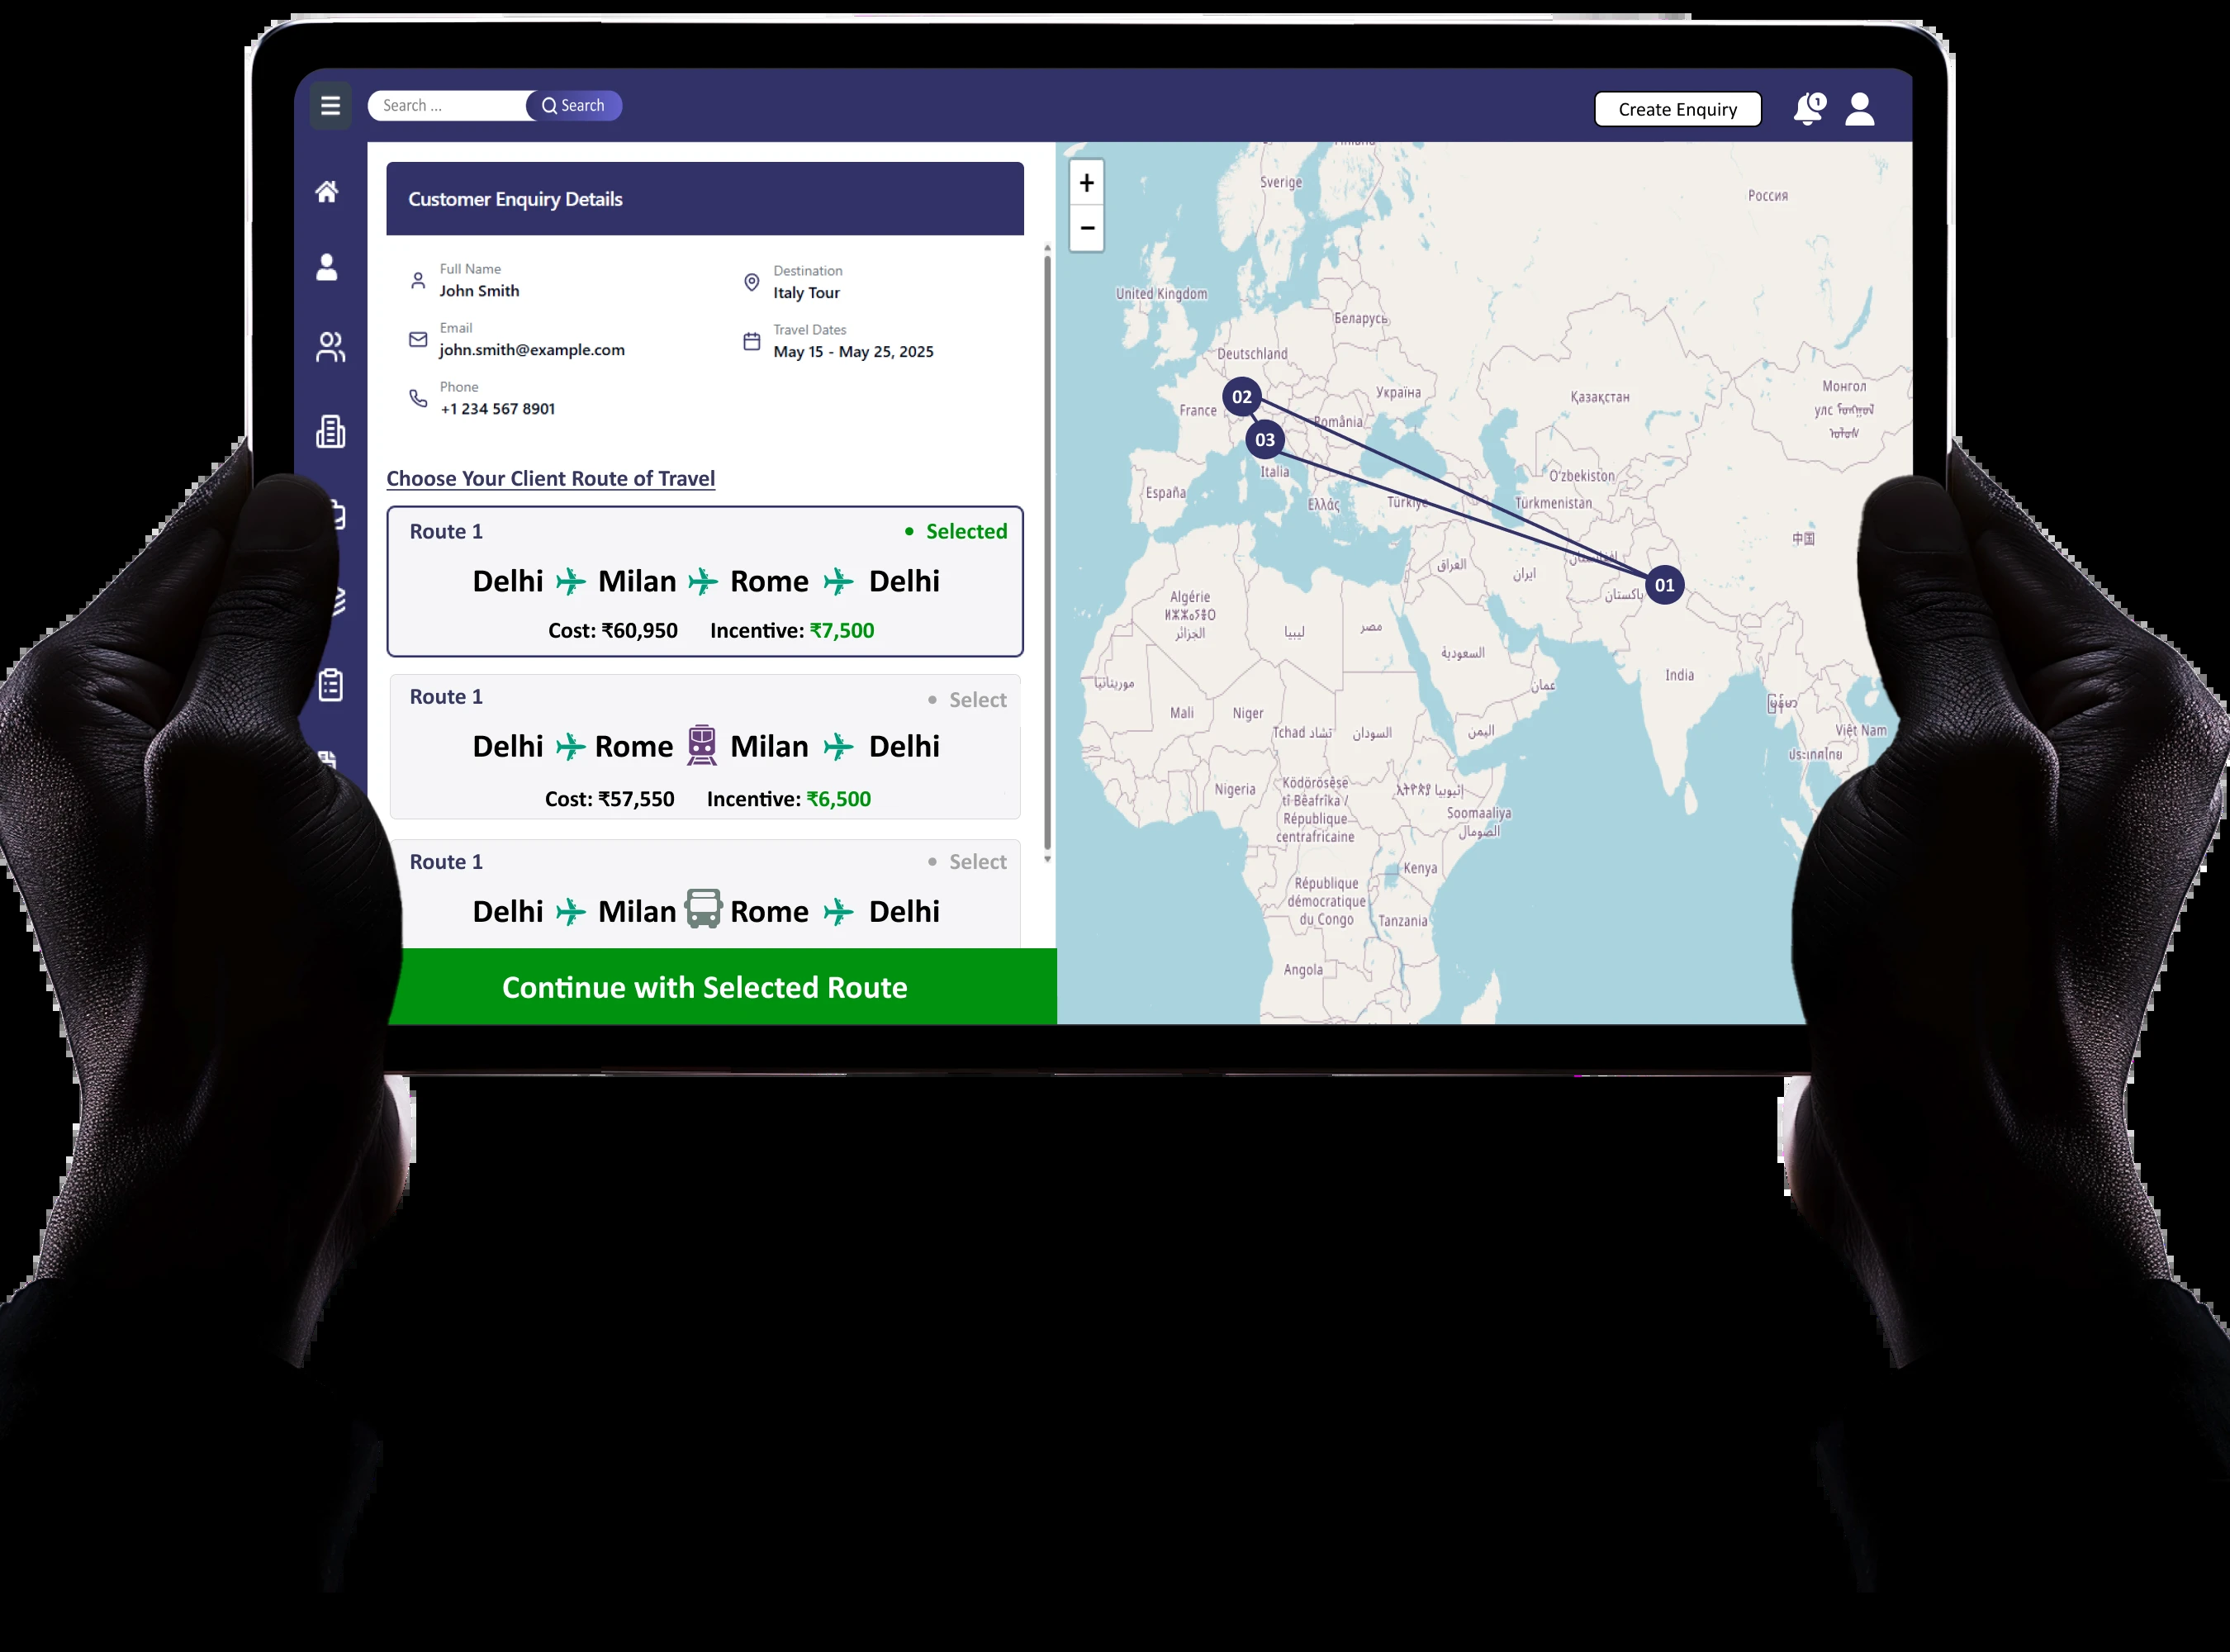 Search ...
Search
Create Enquiry
1
Customer Enquiry Details
Full Name
John Smith
Destination
Italy Tour
Email
john.smith@example.com
Travel Dates
May 15 - May 25, 2025
Phone
+1 234 567 8901
Choose Your Client Route of Travel
Route 1
• Selected
Delhi Milan Rome Delhi
Cost: ₹60,950 Incentive: ₹7,500
Route 1
• Select
Delhi Rome Milan Delhi
Cost: ₹57,550 Incentive: ₹6,500
Route 1
• Select
Delhi Milan Rome Delhi
Continue with Selected Route
+
−
Sverige
Россия
United Kingdom
Беларусь
Deutschland
02
Україна
Қазақстан
Монгол
улс
France
România
03
Italia
España
Ελλάς
Türkiye
O'zbekiston
Türkmenistan
中国
العراق
ایران
افغانستان
پاکستان
01
Algérie
الجزائر
ليبيا
مصر
السعودية
India
عمان
موريتانيا
Mali
Niger
Tchad تشاد
السودان
اليمن
Việt Nam
ประเทศไทย
Nigeria
Ködörösêse
tî Bêafrîka /
République
centrafricaine
Soomaaliya
الصومال
Kenya
République
démocratique
du Congo
Tanzania
Angola